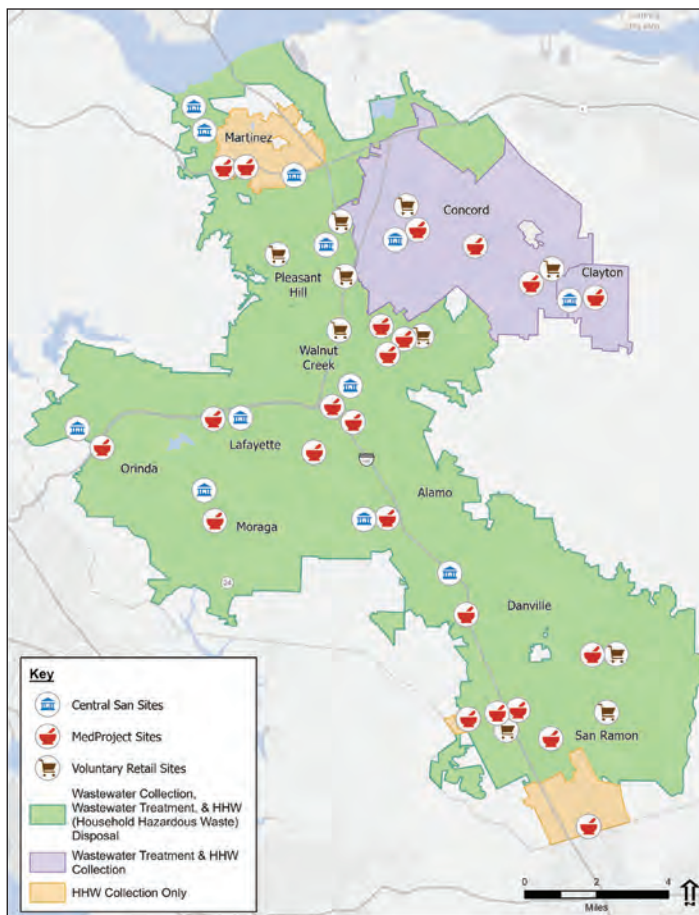 Martinez
Concord
Clayton
Pleasant
Hill
Walnut
Creek
Lafayette
Orinda
Moraga
Alamo
24
Danville
San Ramon
Key
Central San Sites
MedProject Sites
Voluntary Retail Sites
Wastewater Collection,
Wastewater Treatment, & HHW
(Household Hazardous Waste)
Disposal
Wastewater Treatment & HHW
Collection
HHW Collection Only
0 2 4
Miles